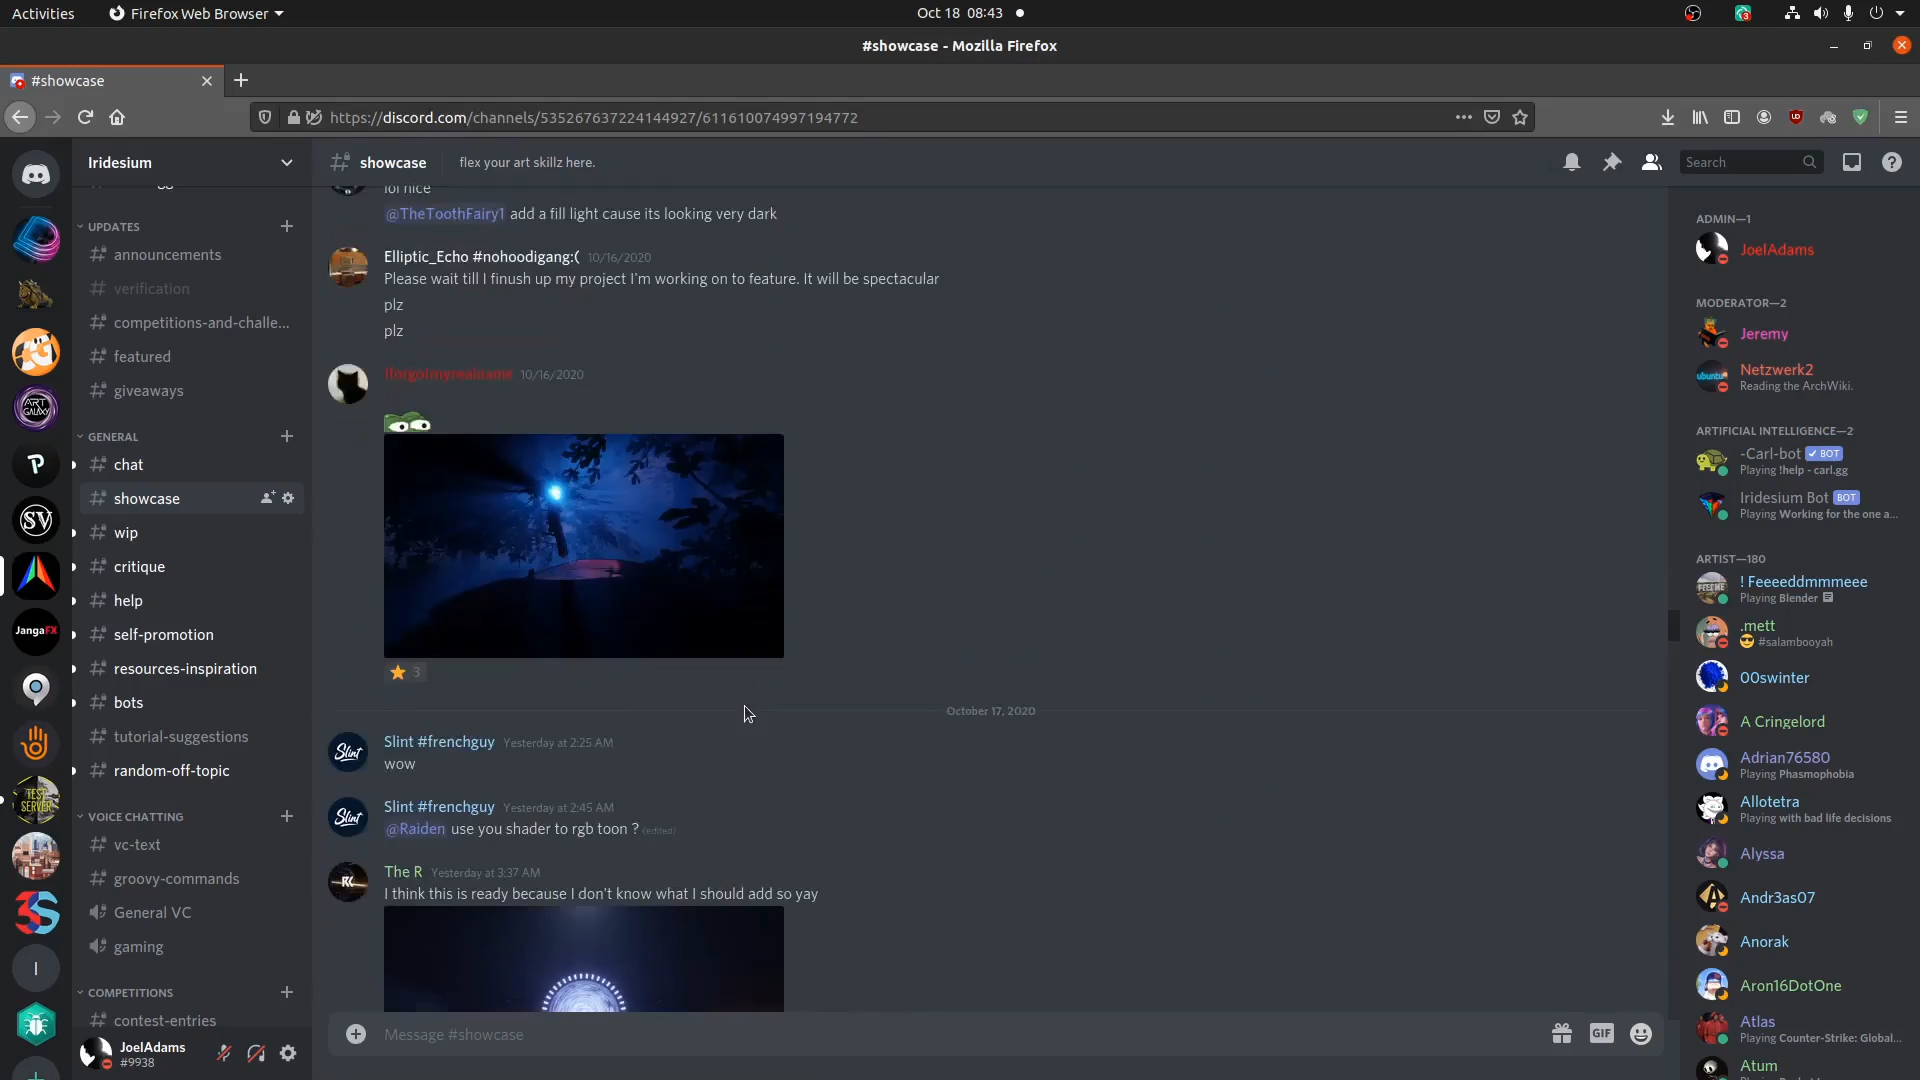 Activities
Firefox Web Browser
Oct 18 08:43
3
#showcase - Mozilla Firefox
#showcase
https://discord.com/channels/535267637224144927/611610074997194772
Iridesium
showcase
flex your art skillz here.
Search
UPDATES
announcements
verification
competitions-and-challe...
featured
giveaways
GENERAL
chat
showcase
wip
critique
help
self-promotion
resources-inspiration
bots
tutorial-suggestions
random-off-topic
VOICE CHATTING
vc-text
groovy-commands
General VC
gaming
COMPETITIONS
contest-entries
JoelAdams
#9938
ART GALAXY
SV
JangaFX
TEST SERVER
I
lol nice
@TheToothFairy1 add a fill light cause its looking very dark
Elliptic_Echo #nohoodigang:( 10/16/2020
Please wait till I finush up my project I'm working on to feature. It will be spectacular
plz
plz
Iforgotmyrealname 10/16/2020
3
October 17, 2020
Slint #frenchguy Yesterday at 2:25 AM
wow
Slint #frenchguy Yesterday at 2:45 AM
@Raiden use you shader to rgb toon ? (edited)
The R Yesterday at 3:37 AM
I think this is ready because I don't know what I should add so yay
Message #showcase
GIF
ADMIN—1
JoelAdams
MODERATOR—2
Jeremy
Netzwerk2
Reading the ArchWiki.
ARTIFICIAL INTELLIGENCE—2
-Carl-bot BOT
Playing !help - carl.gg
Iridesium Bot BOT
Playing Working for the one a...
ARTIST—180
! Feeeeddmmmeee
Playing Blender
.mett
#salambooyah
00swinter
A Cringelord
Adrian76580
Playing Phasmophobia
Allotetra
Playing with bad life decisions
Alyssa
Andr3as07
Anorak
Aron16DotOne
Atlas
Playing Counter-Strike: Global...
Atum